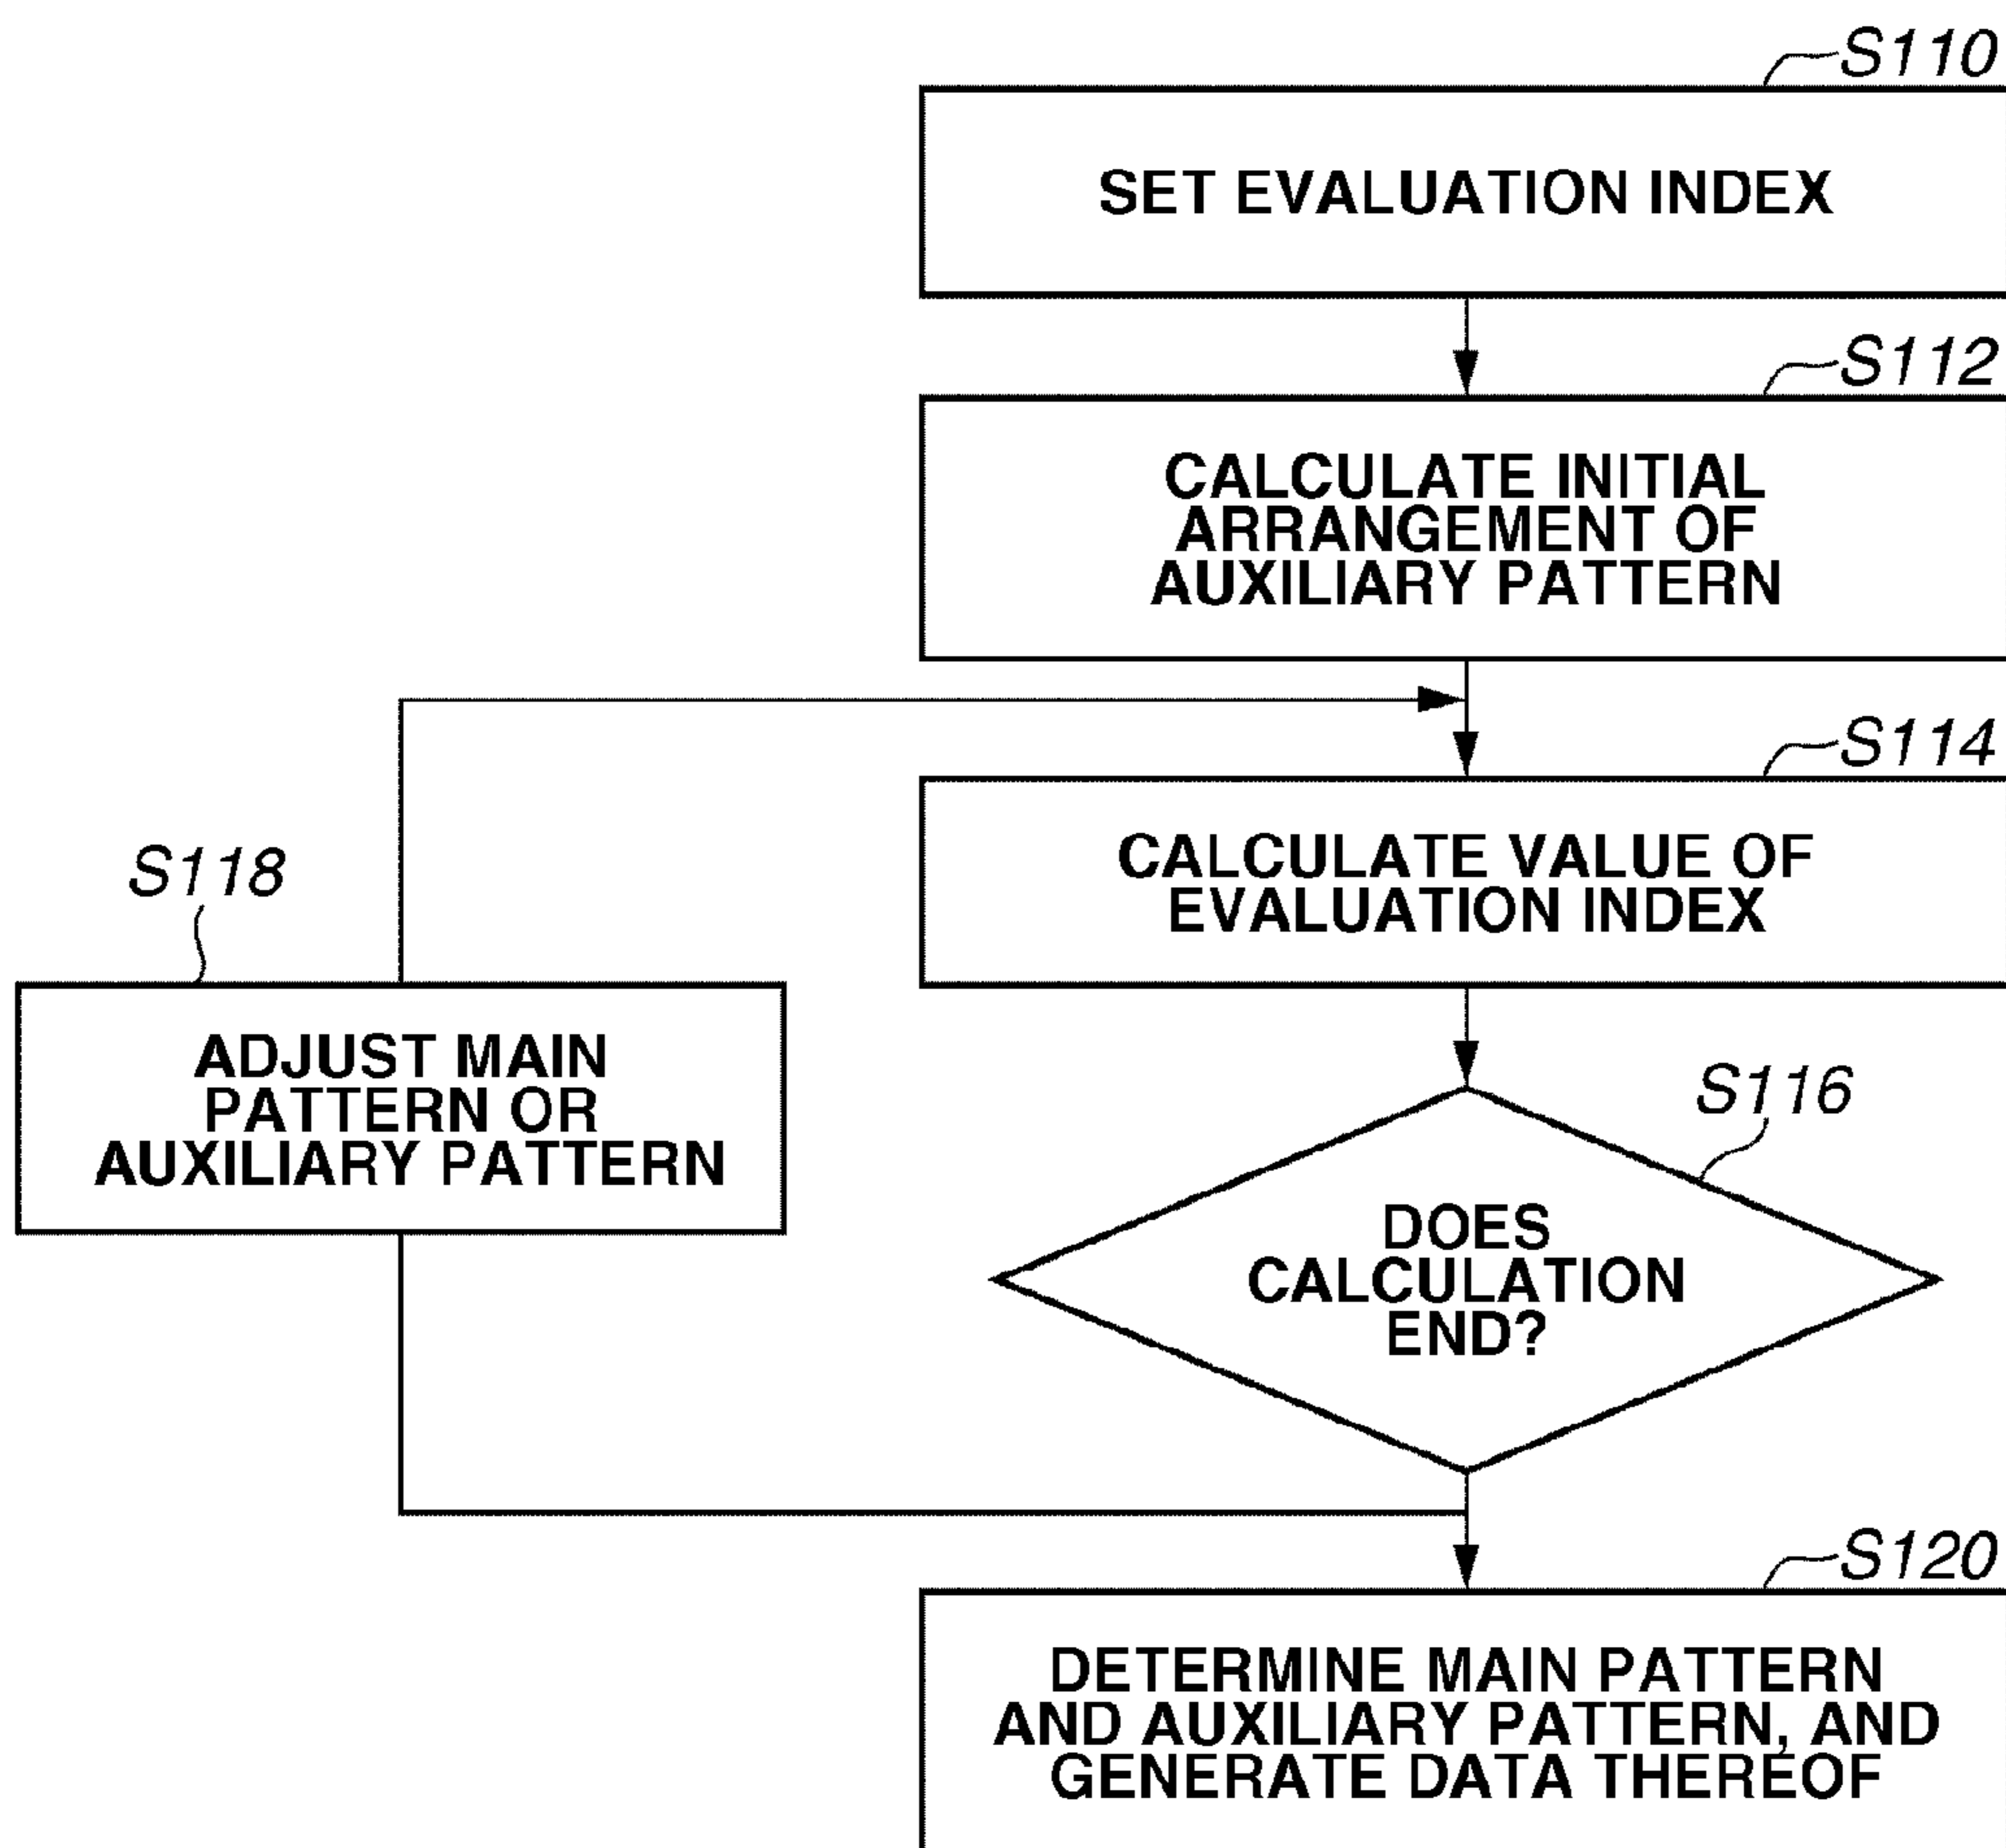 S110
SET EVALUATION INDEX
S112
CALCULATE INITIAL
ARRANGEMENT OF
AUXILIARY PATTERN
S114
CALCULATE VALUE OF
EVALUATION INDEX
S118
ADJUST MAIN
PATTERN OR
AUXILIARY PATTERN
S116
DOES
CALCULATION
END?
S120
DETERMINE MAIN PATTERN
AND AUXILIARY PATTERN, AND
GENERATE DATA THEREOF